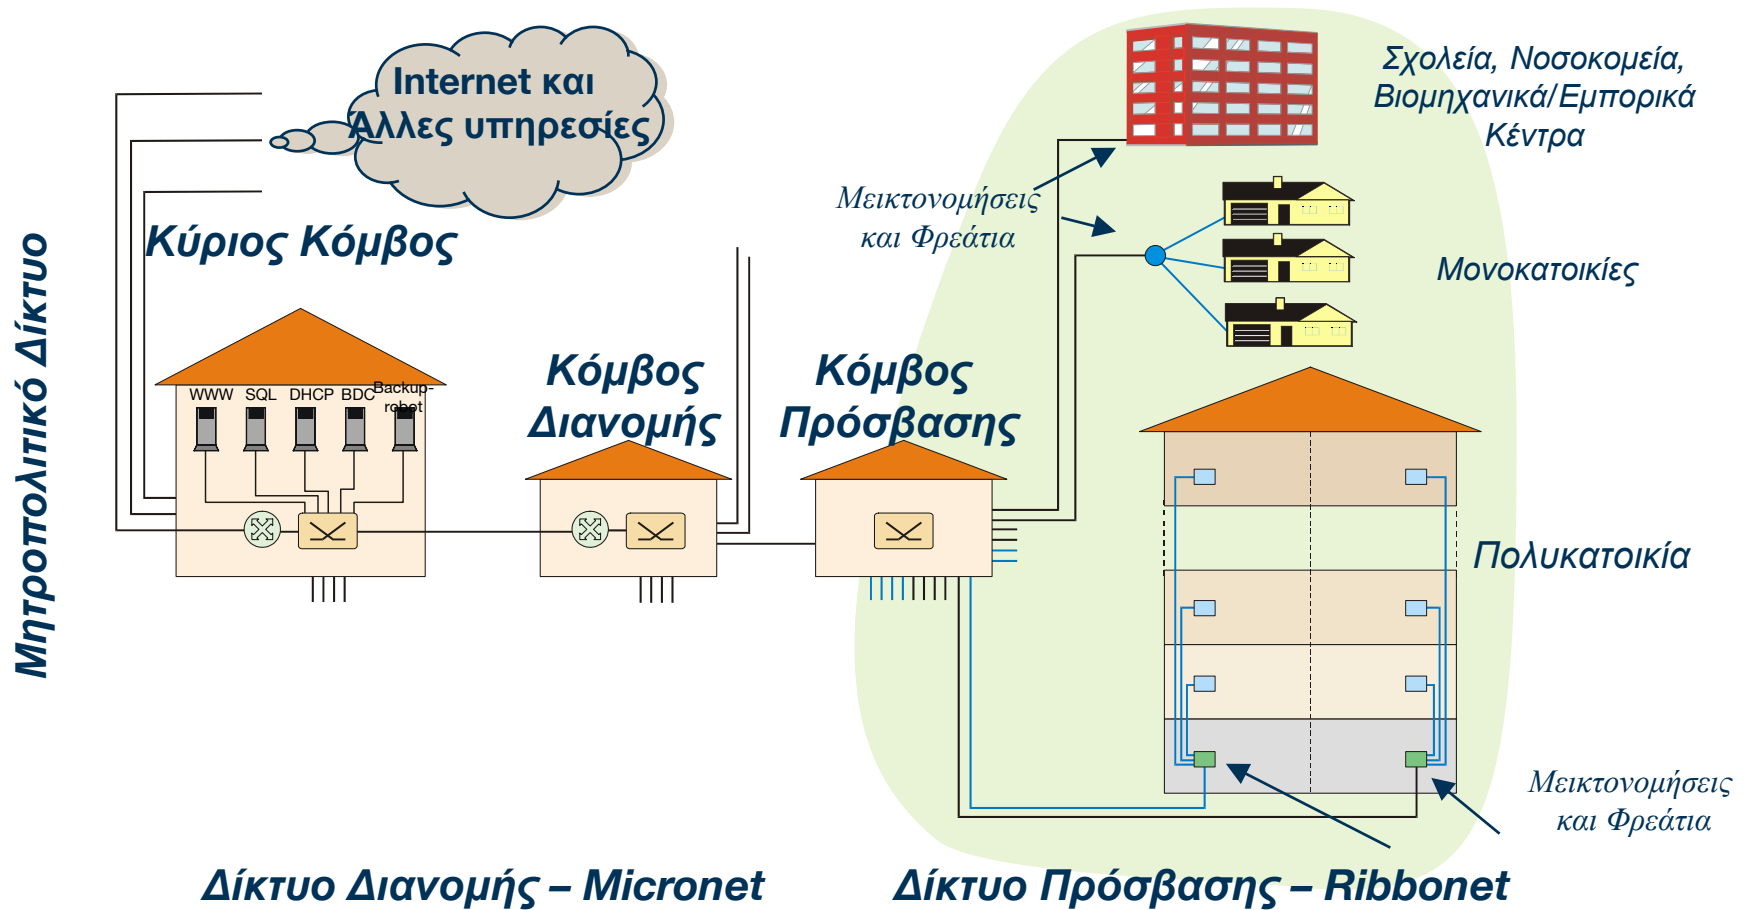 Internet και
Άλλες υπηρεσίες
Σχολεία, Νοσοκομεία,
Βιομηχανικά/Εμπορικά
Κέντρα
Μεικτονομήσεις
και Φρεάτια
Κύριος Κόμβος
Μονοκατοικίες
Μητροπολιτικό Δίκτυο
Κόμβος
Διανομής
Κόμβος
Πρόσβασης
WWW SQL DHCP BDC Backup-
robot
Πολυκατοικία
Μεικτονομήσεις
και Φρεάτια
Δίκτυο Διανομής – Micronet
Δίκτυο Πρόσβασης – Ribbonet